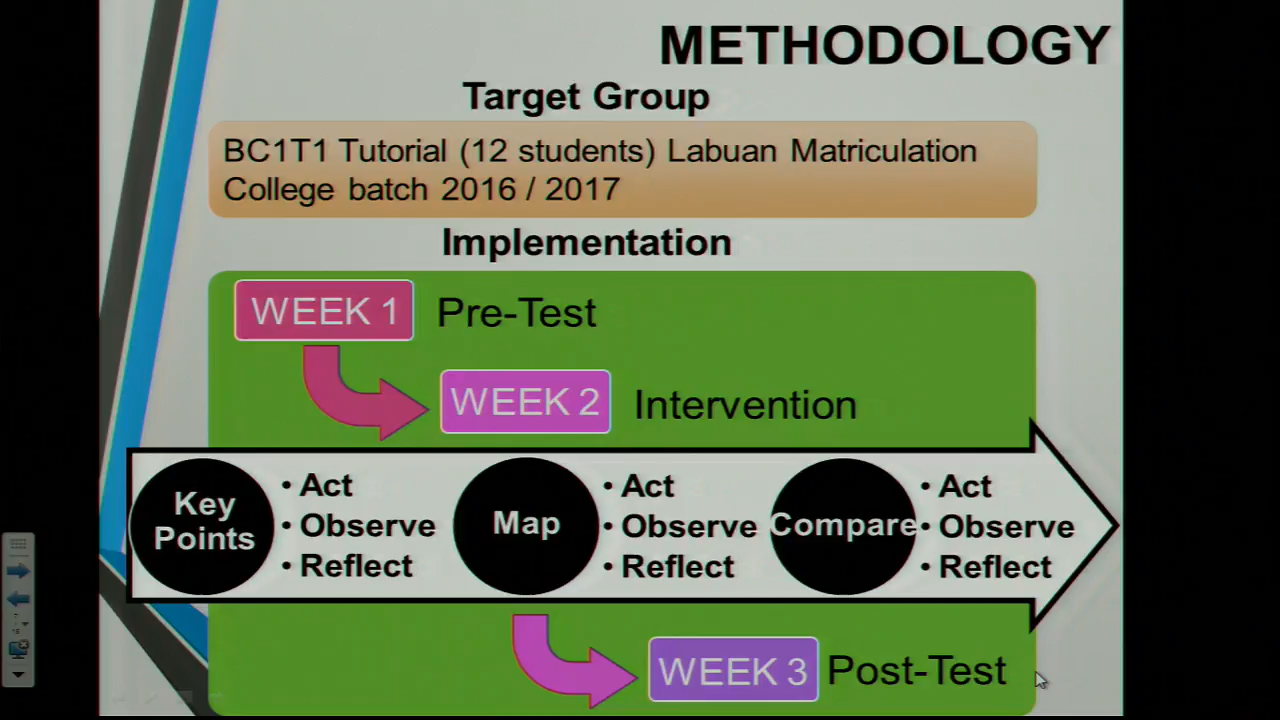 METHODOLOGY
Target Group
BC1T1 Tutorial (12 students) Labuan Matriculation
College batch 2016 / 2017
Implementation
WEEK 1 Pre-Test
WEEK 2 Intervention
Key
Points
• Act
• Observe
• Reflect
Map
• Act
• Observe
• Reflect
Compare
• Act
• Observe
• Reflect
WEEK 3 Post-Test